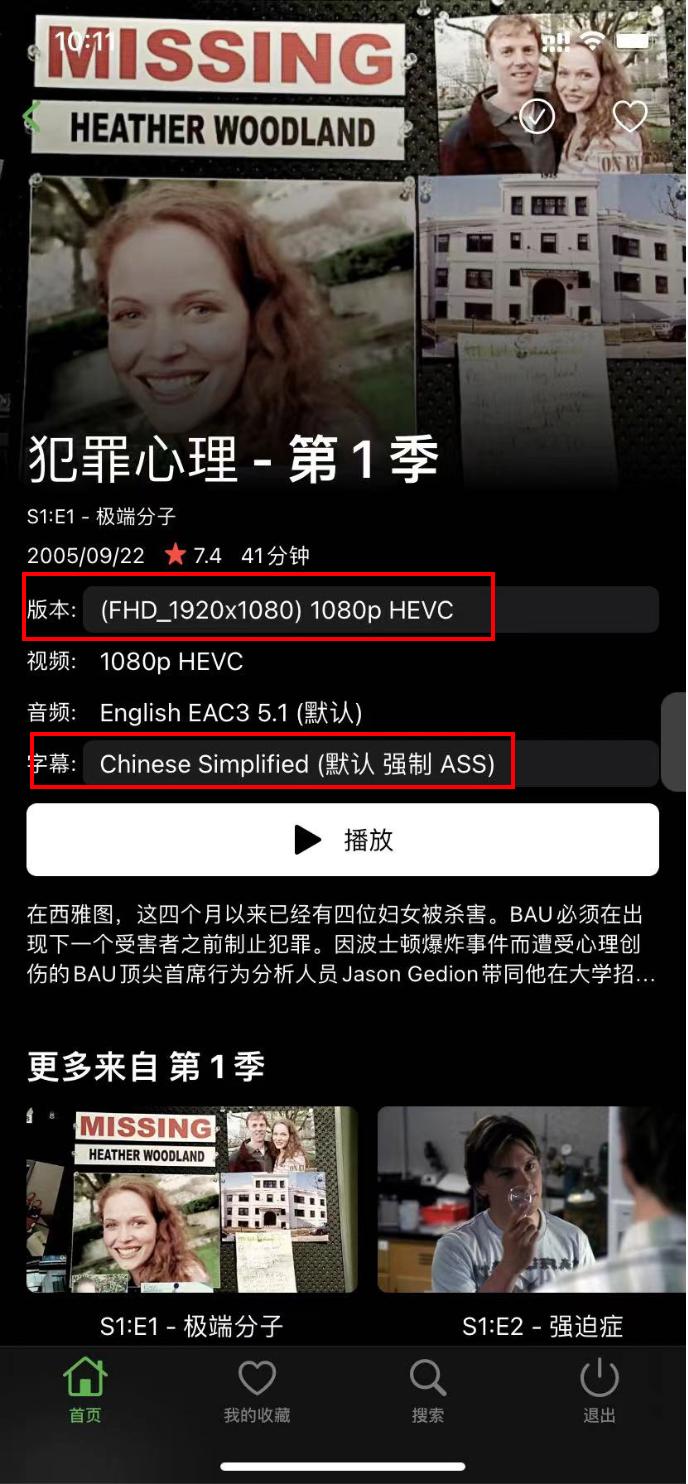 10:11
MISSING
HEATHER WOODLAND
犯罪心理 - 第 1 季
S1:E1 - 极端分子
2005/09/22 ★ 7.4 41分钟
版本: (FHD_1920x1080) 1080p HEVC
视频: 1080p HEVC
音频: English EAC3 5.1 (默认)
字幕: Chinese Simplified (默认 强制 ASS)
播放
在西雅图，这四个月以来已经有四位妇女被杀害。BAU必须在出
现下一个受害者之前制止犯罪。因波士顿爆炸事件而遭受心理创
伤的BAU顶尖首席行为分析人员Jason Gedion带同他在大学招...
更多来自 第 1 季
MISSING
HEATHER WOODLAND
S1:E1 - 极端分子
S1:E2 - 强迫症
首页
我的收藏
搜索
退出